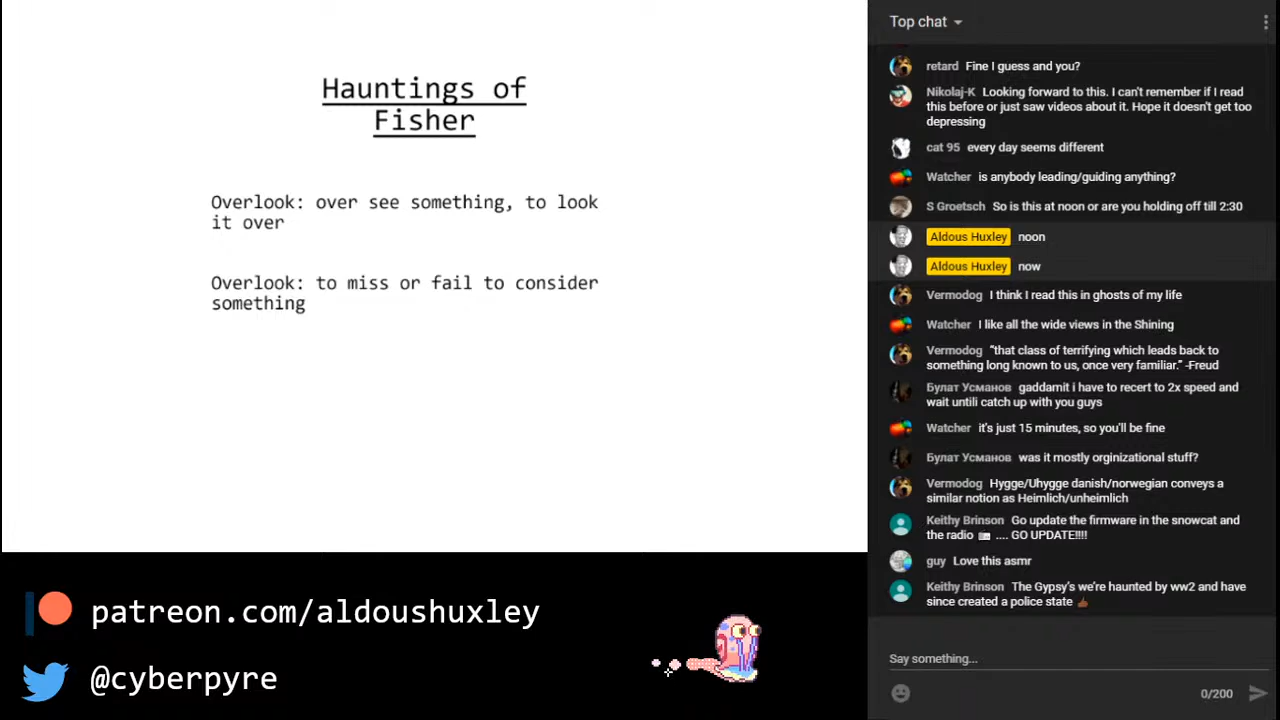 Hauntings of
Fisher
Overlook: over see something, to look
it over
Overlook: to miss or fail to consider
something
patreon.com/aldoushuxley
@cyberpyre
Top chat
retard Fine I guess and you?
Nikolaj-K Looking forward to this. I can't remember if I read
this before or just saw videos about it. Hope it doesn't get too
depressing
cat 95 every day seems different
Watcher is anybody leading/guiding anything?
S Groetsch So is this at noon or are you holding off till 2:30
Aldous Huxley noon
Aldous Huxley now
Vermodog I think I read this in ghosts of my life
Watcher I like all the wide views in the Shining
Vermodog “that class of terrifying which leads back to
something long known to us, once very familiar.” -Freud
Булат Усманов gaddamit i have to recert to 2x speed and
wait untili catch up with you guys
Watcher it's just 15 minutes, so you'll be fine
Булат Усманов was it mostly orginizational stuff?
Vermodog Hygge/Uhygge danish/norwegian conveys a
similar notion as Heimlich/unheimlich
Keithy Brinson Go update the firmware in the snowcat and
the radio 📻 .... GO UPDATE!!!!
guy Love this asmr
Keithy Brinson The Gypsy's we're haunted by ww2 and have
since created a police state
Say something...
0/200